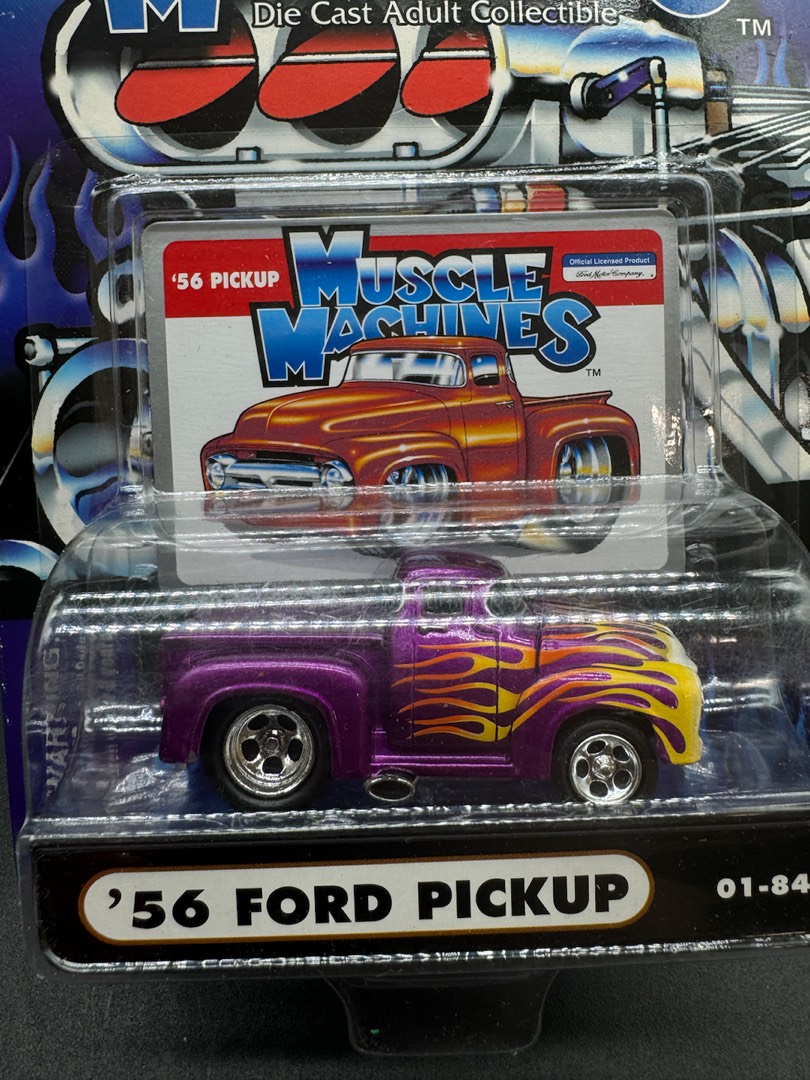 Die Cast Adult Collectible
TM
'56 PICKUP
MUSCLE
MACHINES
TM
Official Licensed Product
Ford Motor Company.
WARNING
'56 FORD PICKUP
01-84